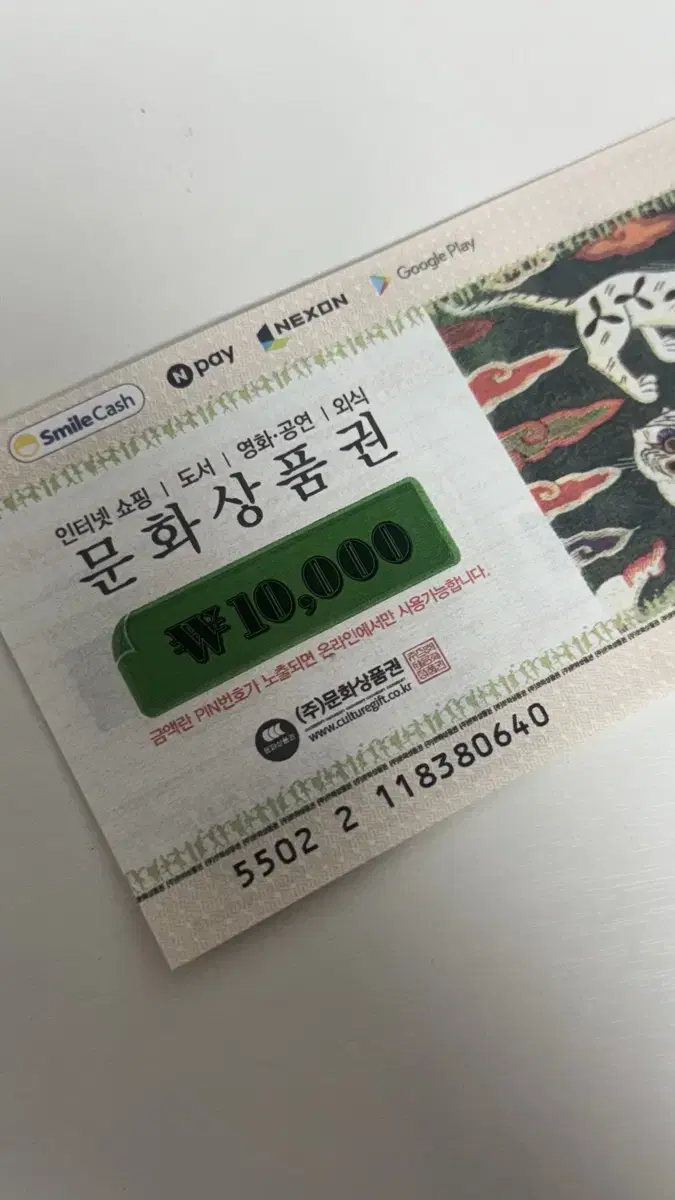 SmileCash
N pay
NEXON
Google Play
인터넷 쇼핑 | 도서 | 영화·공연 | 외식
문화상품권
₩10,000
금액란 PIN번호가 노출되면 온라인에서만 사용가능합니다.
(주)문화상품권
www.culturegift.co.kr
5502 2 118380640